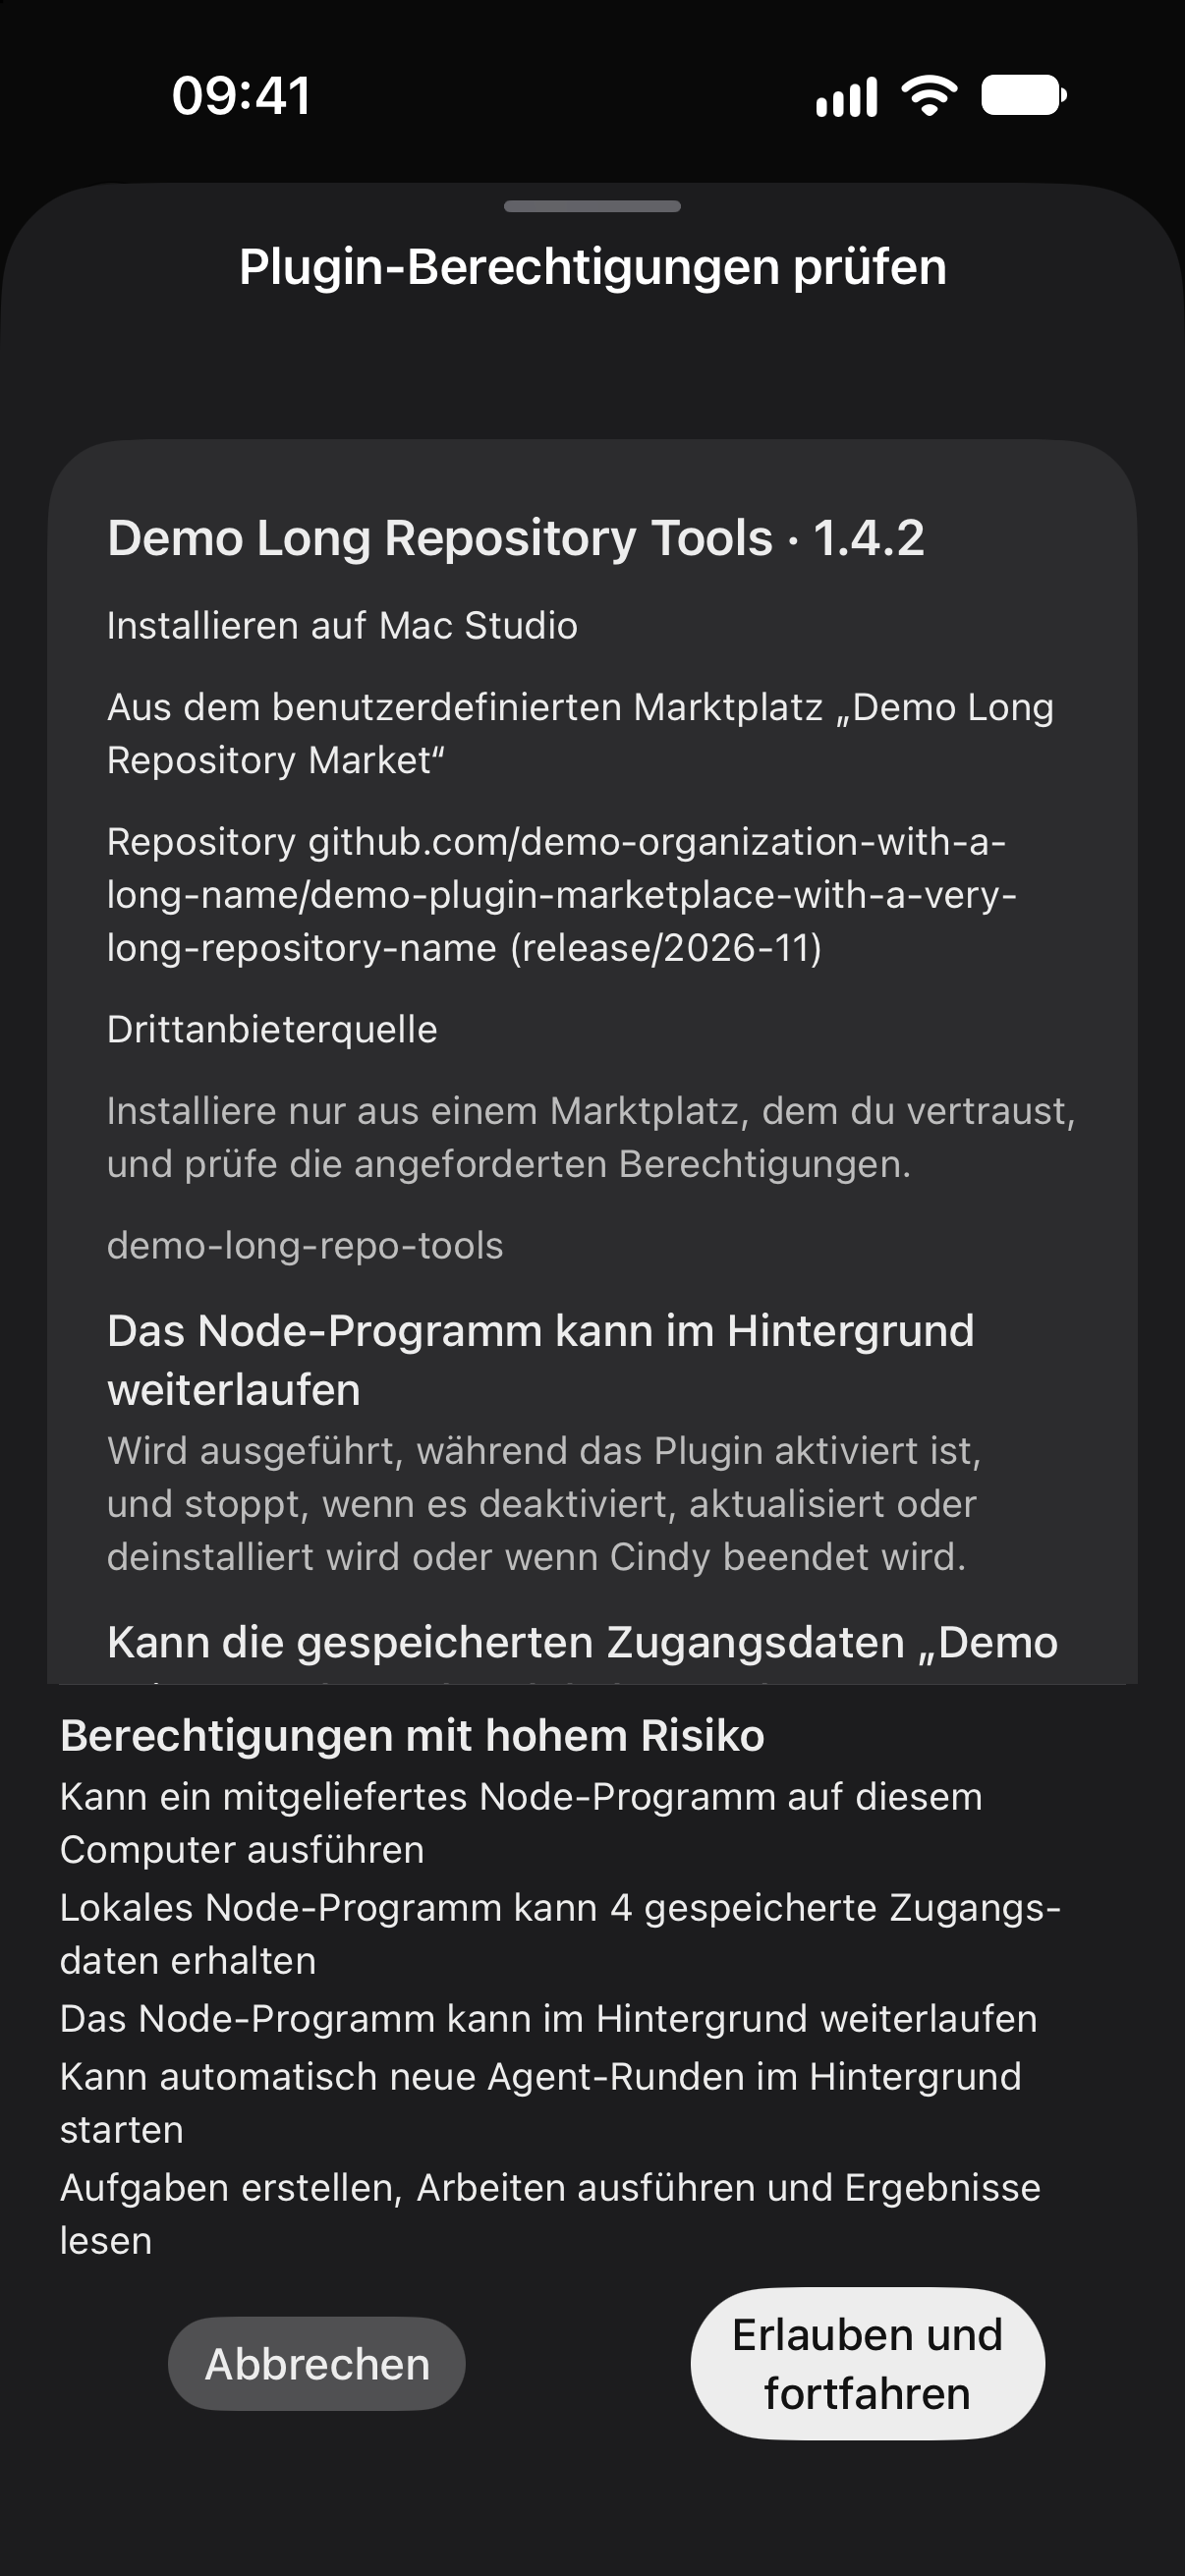 09:41
Plugin-Berechtigungen prüfen
Demo Long Repository Tools · 1.4.2
Installieren auf Mac Studio
Aus dem benutzerdefinierten Marktplatz „Demo Long
Repository Market“
Repository github.com/demo-organization-with-a-
long-name/demo-plugin-marketplace-with-a-very-
long-repository-name (release/2026-11)
Drittanbieterquelle
Installiere nur aus einem Marktplatz, dem du vertraust,
und prüfe die angeforderten Berechtigungen.
demo-long-repo-tools
Das Node-Programm kann im Hintergrund
weiterlaufen
Wird ausgeführt, während das Plugin aktiviert ist,
und stoppt, wenn es deaktiviert, aktualisiert oder
deinstalliert wird oder wenn Cindy beendet wird.
Kann die gespeicherten Zugangsdaten „Demo
Berechtigungen mit hohem Risiko
Kann ein mitgeliefertes Node-Programm auf diesem
Computer ausführen
Lokales Node-Programm kann 4 gespeicherte Zugangs-
daten erhalten
Das Node-Programm kann im Hintergrund weiterlaufen
Kann automatisch neue Agent-Runden im Hintergrund
starten
Aufgaben erstellen, Arbeiten ausführen und Ergebnisse
lesen
Abbrechen
Erlauben und
fortfahren